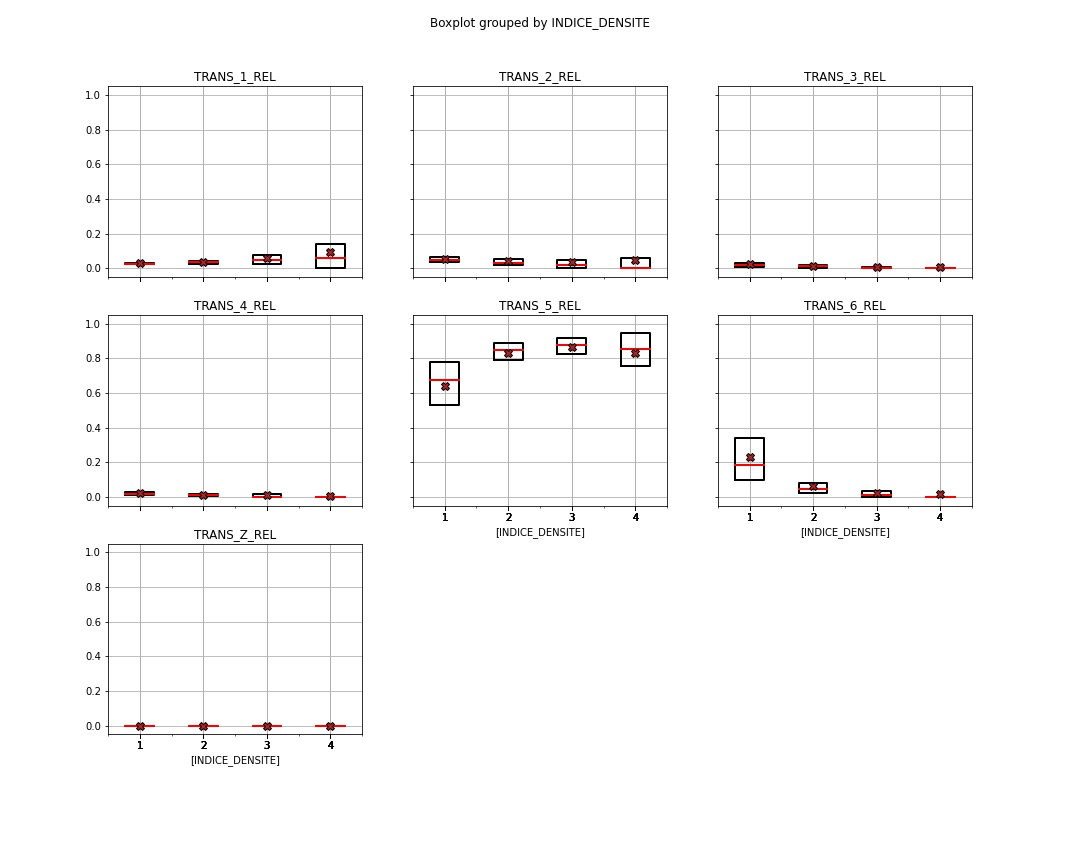 Boxplot grouped by INDICE_DENSITE
TRANS_1_REL
TRANS_2_REL
TRANS_3_REL
1.0
0.8
0.6
0.4
0.2
0.0
TRANS_4_REL
TRANS_5_REL
TRANS_6_REL
1.0
0.8
0.6
0.4
0.2
0.0
1 2 3 4
[INDICE_DENSITE]
1 2 3 4
[INDICE_DENSITE]
TRANS_Z_REL
1.0
0.8
0.6
0.4
0.2
0.0
1 2 3 4
[INDICE_DENSITE]